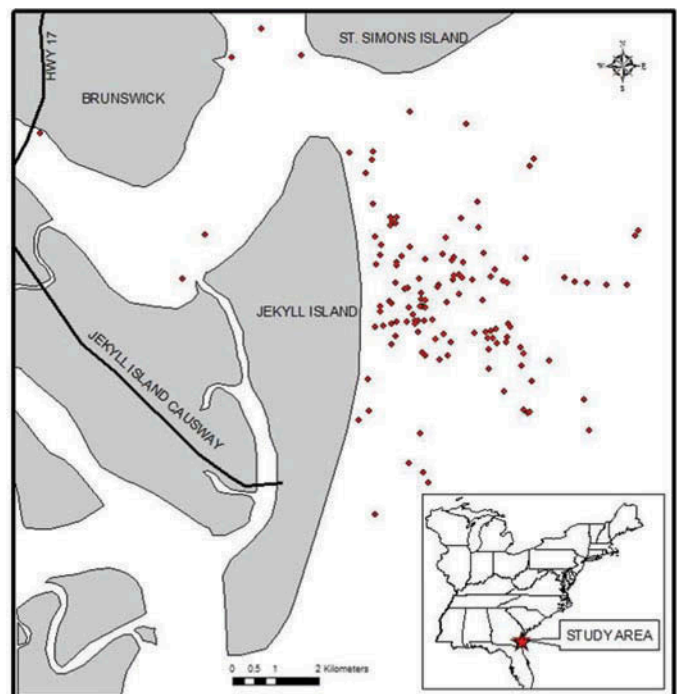 ST. SIMONS ISLAND
HWY 17
BRUNSWICK
N
W E
S
JEKYLL ISLAND
JEKYLL ISLAND CAUSWAY
STUDY AREA
0 0.5 1 2 Kilometers